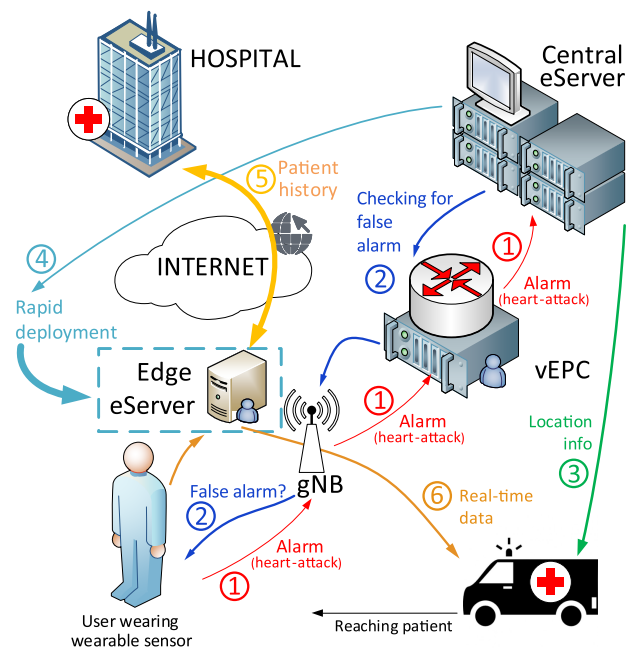 HOSPITAL
Central
eServer
5
Patient
history
Checking for
false
alarm
2
1
Alarm
(heart-attack)
4
INTERNET
Rapid
deployment
Edge
eServer
vEPC
1
Alarm
(heart-attack)
Location
info
3
gNB
False alarm?
2
6
Real-time
data
Alarm
(heart-attack)
1
User wearing
wearable sensor
Reaching patient